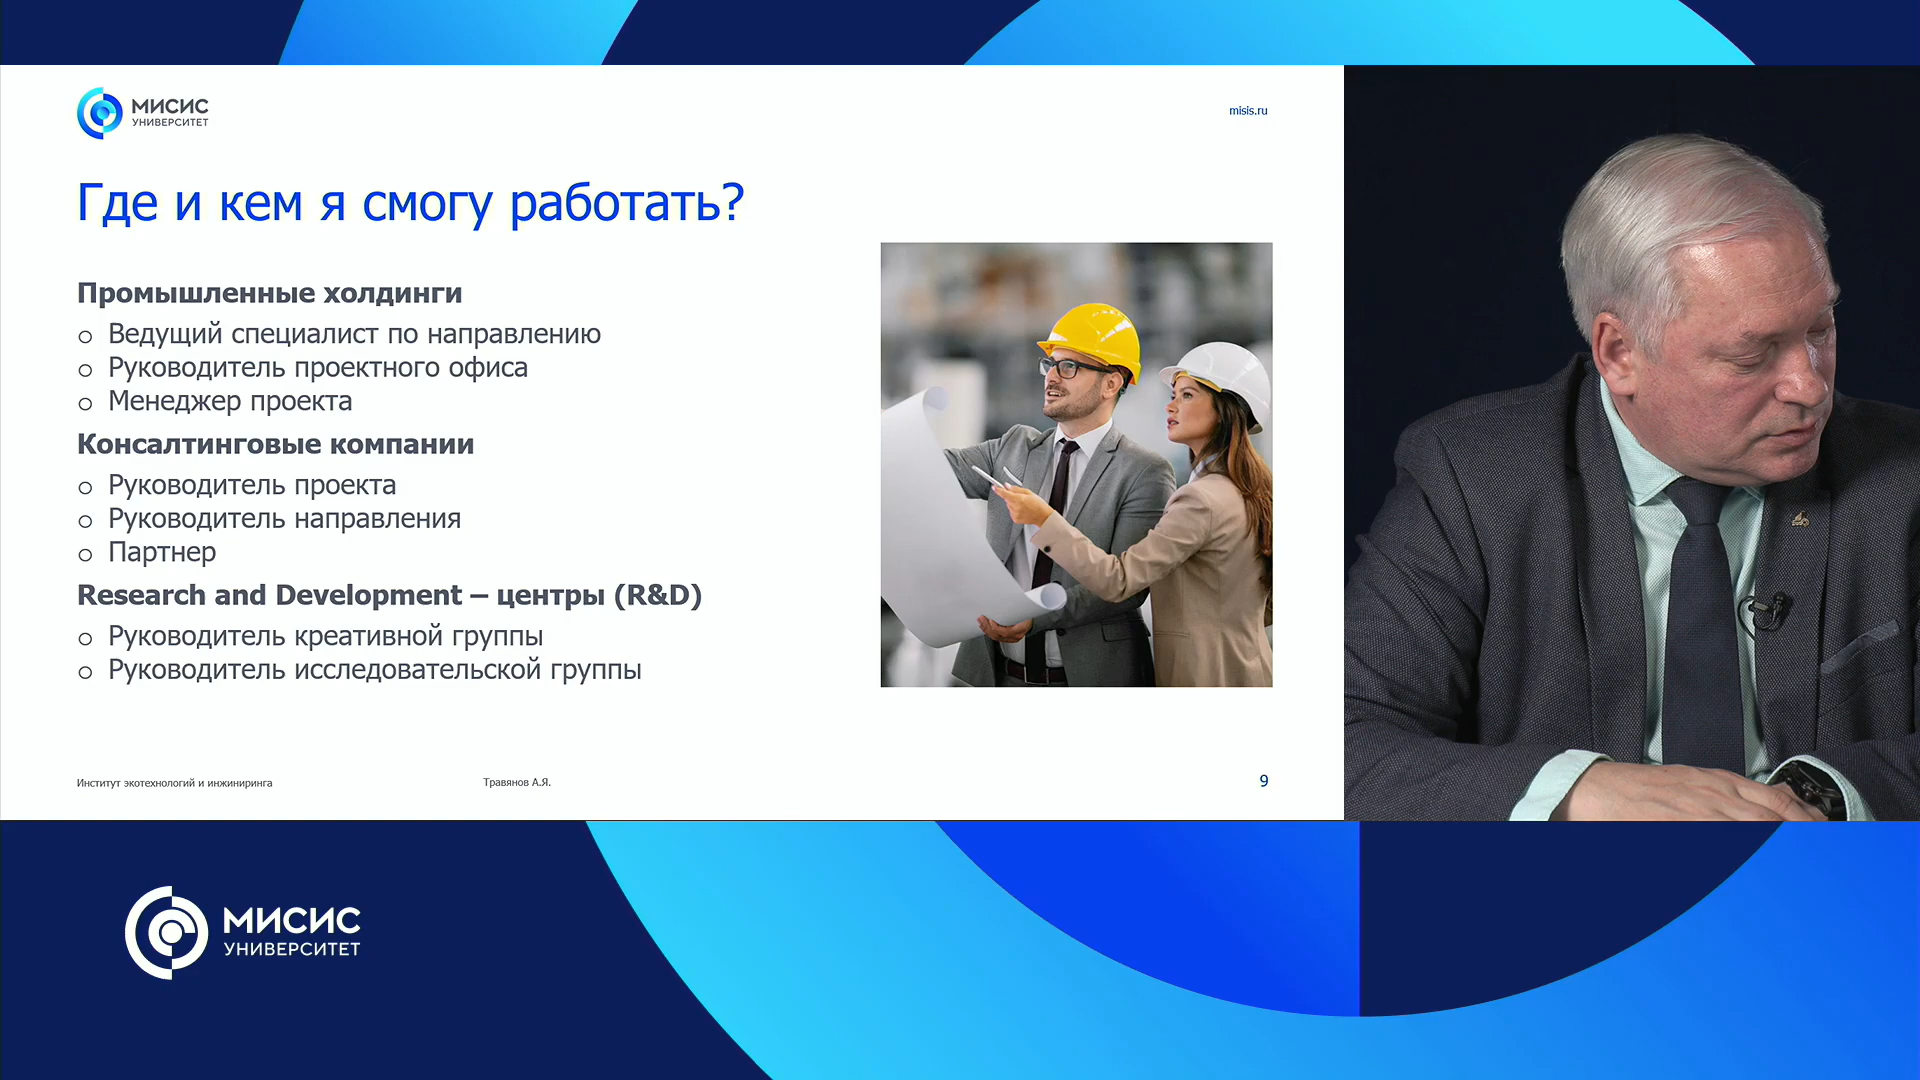 МИСИС
УНИВЕРСИТЕТ
misis.ru
Где и кем я смогу работать?
Промышленные холдинги
o Ведущий специалист по направлению
o Руководитель проектного офиса
o Менеджер проекта
Консалтинговые компании
o Руководитель проекта
o Руководитель направления
o Партнер
Research and Development – центры (R&D)
o Руководитель креативной группы
o Руководитель исследовательской группы
Институт экотехнологий и инжиниринга
Травянов А.Я.
9
МИСИС
УНИВЕРСИТЕТ